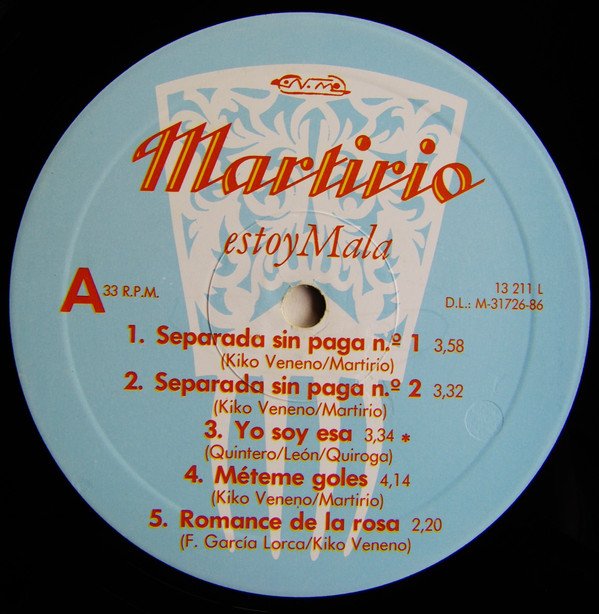 Martirio
estoyMala
A 33 R.P.M.
13 211 L
D.L.: M-31726-86
1. Separada sin paga n.º 1 3,58
(Kiko Veneno/Martirio)
2. Separada sin paga n.º 2 3,32
(Kiko Veneno/Martirio)
3. Yo soy esa 3,34 *
(Quintero/León/Quiroga)
4. Méteme goles 4,14
(Kiko Veneno/Martirio)
5. Romance de la rosa 2,20
(F. García Lorca/Kiko Veneno)